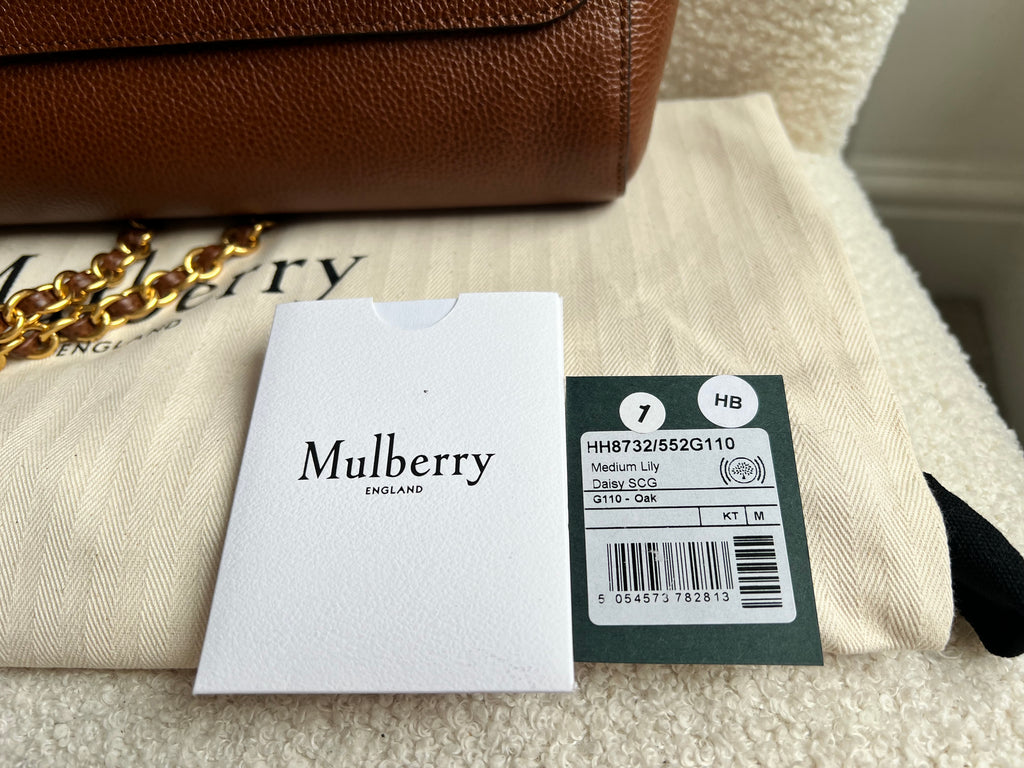 Mulberry
ENGLAND
Mulberry
ENGLAND
1
HB
HH8732/552G110
Medium Lily
Daisy SCG
G110 - Oak
KT M
5 054573 782813